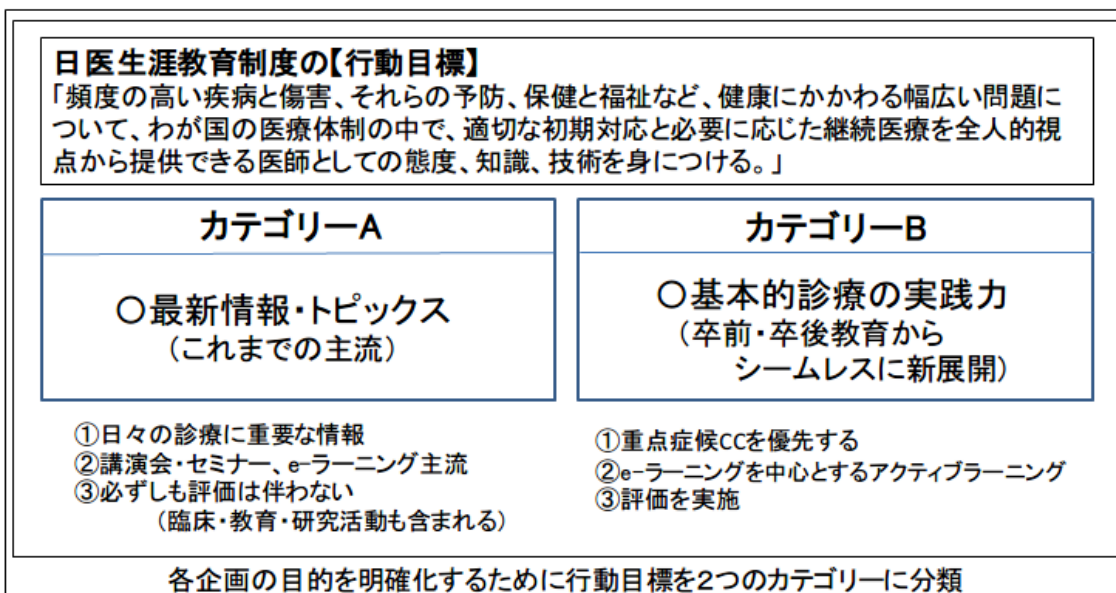 日医生涯教育制度の【行動目標】
「頻度の高い疾病と傷害、それらの予防、保健と福祉など、健康にかかわる幅広い問題に
ついて、わが国の医療体制の中で、適切な初期対応と必要に応じた継続医療を全人的視
点から提供できる医師としての態度、知識、技術を身につける。」
カテゴリーA
〇最新情報・トピックス
（これまでの主流）
①日々の診療に重要な情報
②講演会・セミナー、e-ラーニング主流
③必ずしも評価は伴わない
（臨床・教育・研究活動も含まれる）
カテゴリーB
〇基本的診療の実践力
（卒前・卒後教育から
シームレスに新展開）
①重点症候CCを優先する
②e-ラーニングを中心とするアクティブラーニング
③評価を実施
各企画の目的を明確化するために行動目標を2つのカテゴリーに分類